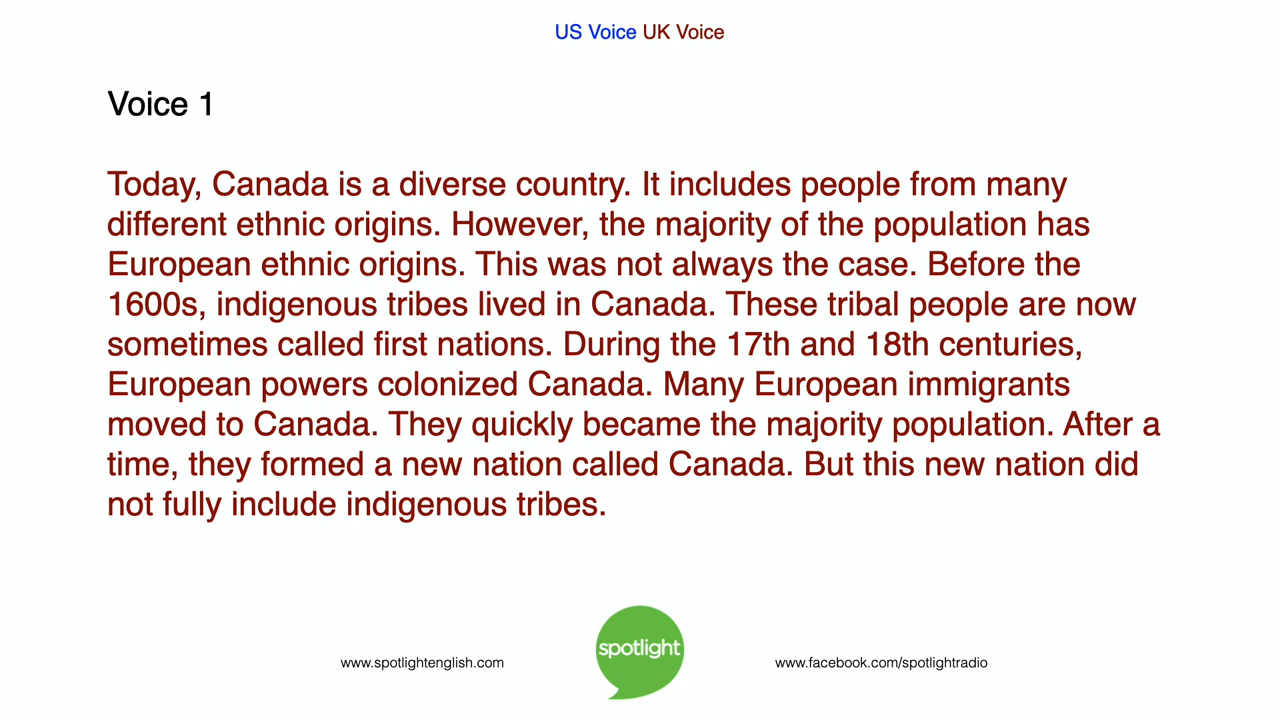 US Voice UK Voice
Voice 1
Today, Canada is a diverse country. It includes people from many
different ethnic origins. However, the majority of the population has
European ethnic origins. This was not always the case. Before the
1600s, indigenous tribes lived in Canada. These tribal people are now
sometimes called first nations. During the 17th and 18th centuries,
European powers colonized Canada. Many European immigrants
moved to Canada. They quickly became the majority population. After a
time, they formed a new nation called Canada. But this new nation did
not fully include indigenous tribes.
www.spotlightenglish.com
spotlight
www.facebook.com/spotlightradio